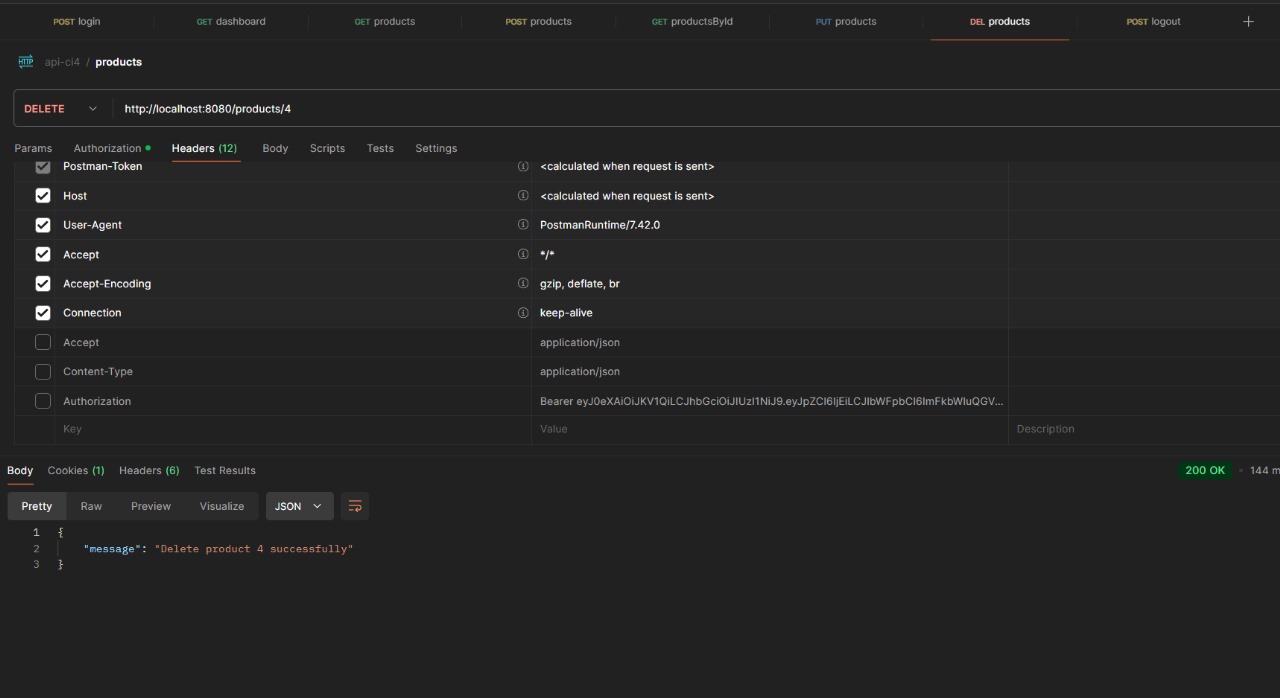 POST login GET dashboard GET products POST products GET productsById PUT products DEL products POST logout +
HTTP api-ci4 / products
DELETE http://localhost:8080/products/4
Params Authorization Headers (12) Body Scripts Tests Settings
Postman-Token <calculated when request is sent>
Host <calculated when request is sent>
User-Agent PostmanRuntime/7.42.0
Accept */*
Accept-Encoding gzip, deflate, br
Connection keep-alive
Accept application/json
Content-Type application/json
Authorization Bearer eyJ0eXAiOiJKV1QiLCJhbGciOiJIUzI1NiJ9.eyJpZCI6IjEiLCJlbWFpbCI6ImFkbWluQGV...
Key Value Description
Body Cookies (1) Headers (6) Test Results 200 OK 144 m
Pretty Raw Preview Visualize JSON
1 {
2 "message": "Delete product 4 successfully"
3 }